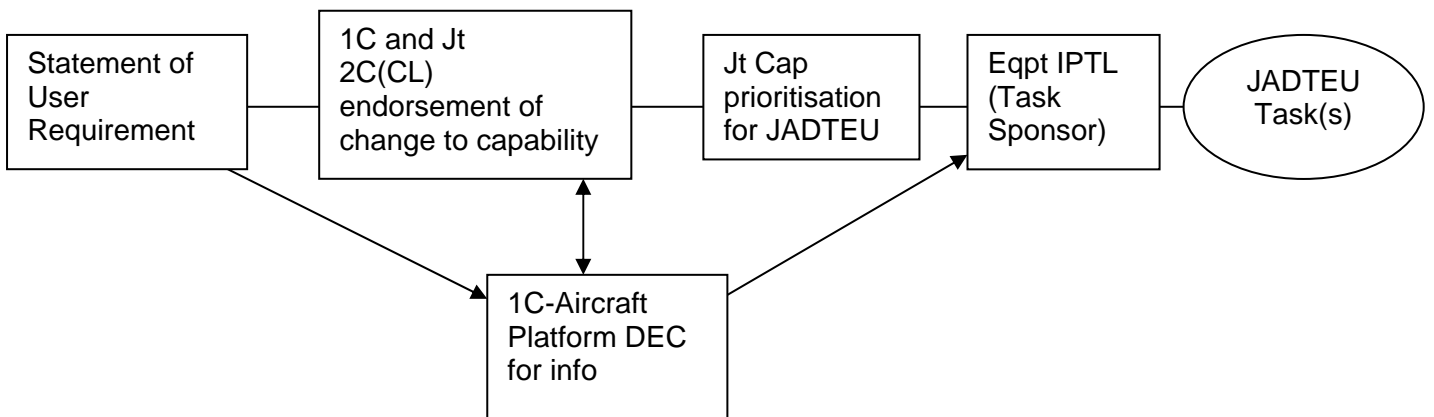 Statement of
User
Requirement
1C and Jt
2C(CL)
endorsement of
change to capability
Jt Cap
prioritisation
for JADTEU
Eqpt IPTL
(Task
Sponsor)
JADTEU
Task(s)
1C-Aircraft
Platform DEC
for info